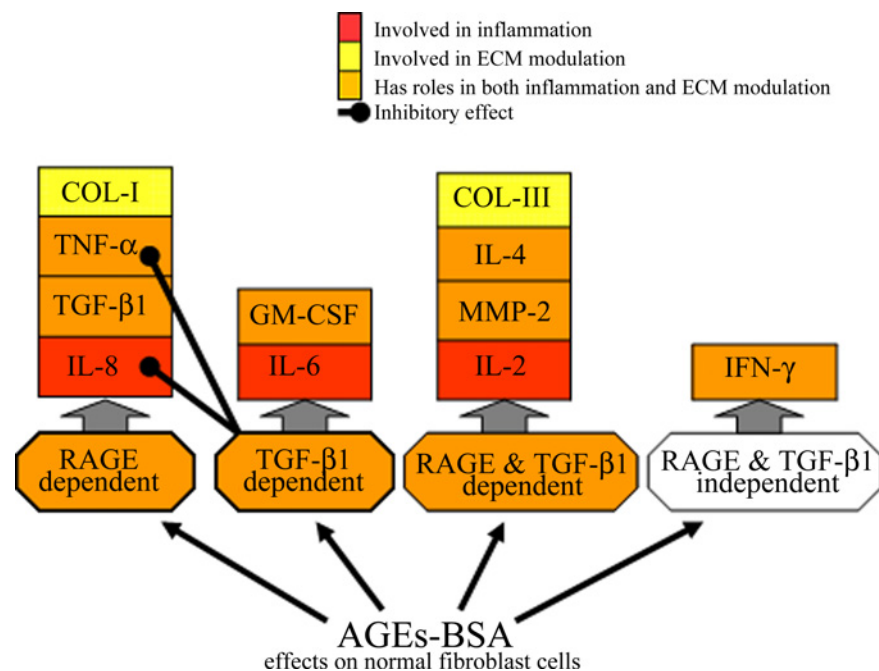 Involved in inflammation
Involved in ECM modulation
Has roles in both inflammation and ECM modulation
Inhibitory effect
COL-I
TNF-α
TGF-β1
IL-8
GM-CSF
IL-6
COL-III
IL-4
MMP-2
IL-2
IFN-γ
RAGE
dependent
TGF-β1
dependent
RAGE & TGF-β1
dependent
RAGE & TGF-β1
independent
AGEs-BSA
effects on normal fibroblast cells